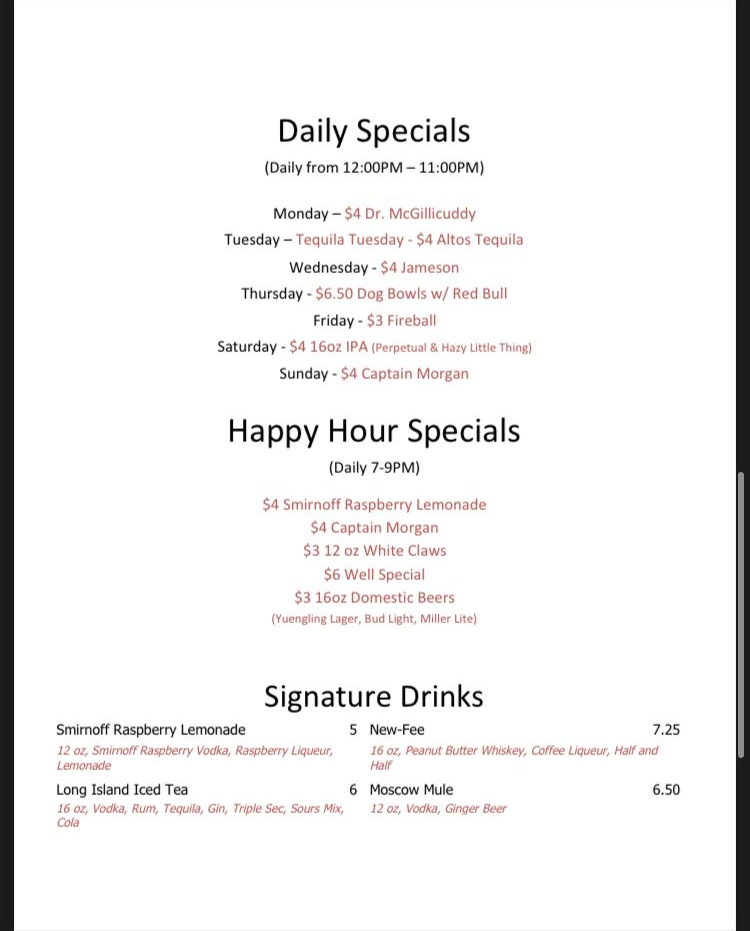 Daily Specials
(Daily from 12:00PM – 11:00PM)
Monday – $4 Dr. McGillicuddy
Tuesday – Tequila Tuesday - $4 Altos Tequila
Wednesday - $4 Jameson
Thursday - $6.50 Dog Bowls w/ Red Bull
Friday - $3 Fireball
Saturday - $4 16oz IPA (Perpetual & Hazy Little Thing)
Sunday - $4 Captain Morgan
Happy Hour Specials
(Daily 7-9PM)
$4 Smirnoff Raspberry Lemonade
$4 Captain Morgan
$3 12 oz White Claws
$6 Well Special
$3 16oz Domestic Beers
(Yuengling Lager, Bud Light, Miller Lite)
Signature Drinks
Smirnoff Raspberry Lemonade 5
12 oz, Smirnoff Raspberry Vodka, Raspberry Liqueur,
Lemonade
Long Island Iced Tea 6
16 oz, Vodka, Rum, Tequila, Gin, Triple Sec, Sours Mix,
Cola
New-Fee 7.25
16 oz, Peanut Butter Whiskey, Coffee Liqueur, Half and
Half
Moscow Mule 6.50
12 oz, Vodka, Ginger Beer